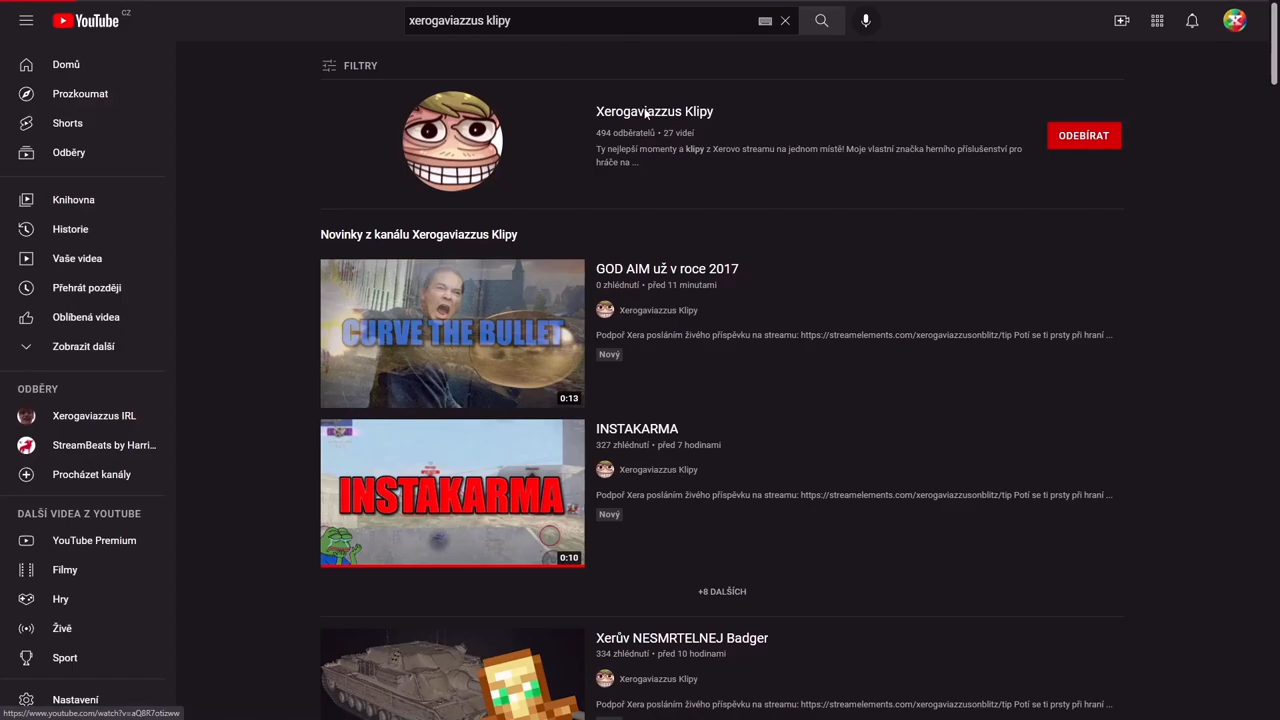 YouTube CZ
xerogaviazzus klipy
Domů
Prozkoumat
Shorts
Odběry
Knihovna
Historie
Vaše videa
Přehrát později
Oblíbená videa
Zobrazit další
ODBĚRY
Xerogaviazzus IRL
StreamBeats by Harri...
Procházet kanály
DALŠÍ VIDEA Z YOUTUBE
YouTube Premium
Filmy
Hry
Živě
Sport
Nastavení
https://www.youtube.com/watch?v=aQ8R7otizww
FILTRY
Xerogaviazzus Klipy
494 odběratelů • 27 videí
Ty nejlepší momenty a klipy z Xerovo streamu na jednom místě! Moje vlastní značka herního příslušenství pro
hráče na ...
ODEBÍRAT
Novinky z kanálu Xerogaviazzus Klipy
CURVE THE BULLET
0:13
GOD AIM už v roce 2017
0 zhlédnutí • před 11 minutami
Xerogaviazzus Klipy
Podpoř Xera posláním živého příspěvku na streamu: https://streamelements.com/xerogaviazzusonblitz/tip Potí se ti prsty při hraní ...
Nový
INSTAKARMA
0:10
INSTAKARMA
327 zhlédnutí • před 7 hodinami
Xerogaviazzus Klipy
Podpoř Xera posláním živého příspěvku na streamu: https://streamelements.com/xerogaviazzusonblitz/tip Potí se ti prsty při hraní ...
Nový
+8 DALŠÍCH
Xerův NESMRTELNEJ Badger
334 zhlédnutí • před 10 hodinami
Xerogaviazzus Klipy
Podpoř Xera posláním živého příspěvku na streamu: https://streamelements.com/xerogaviazzusonblitz/tip Potí se ti prsty při hraní ...